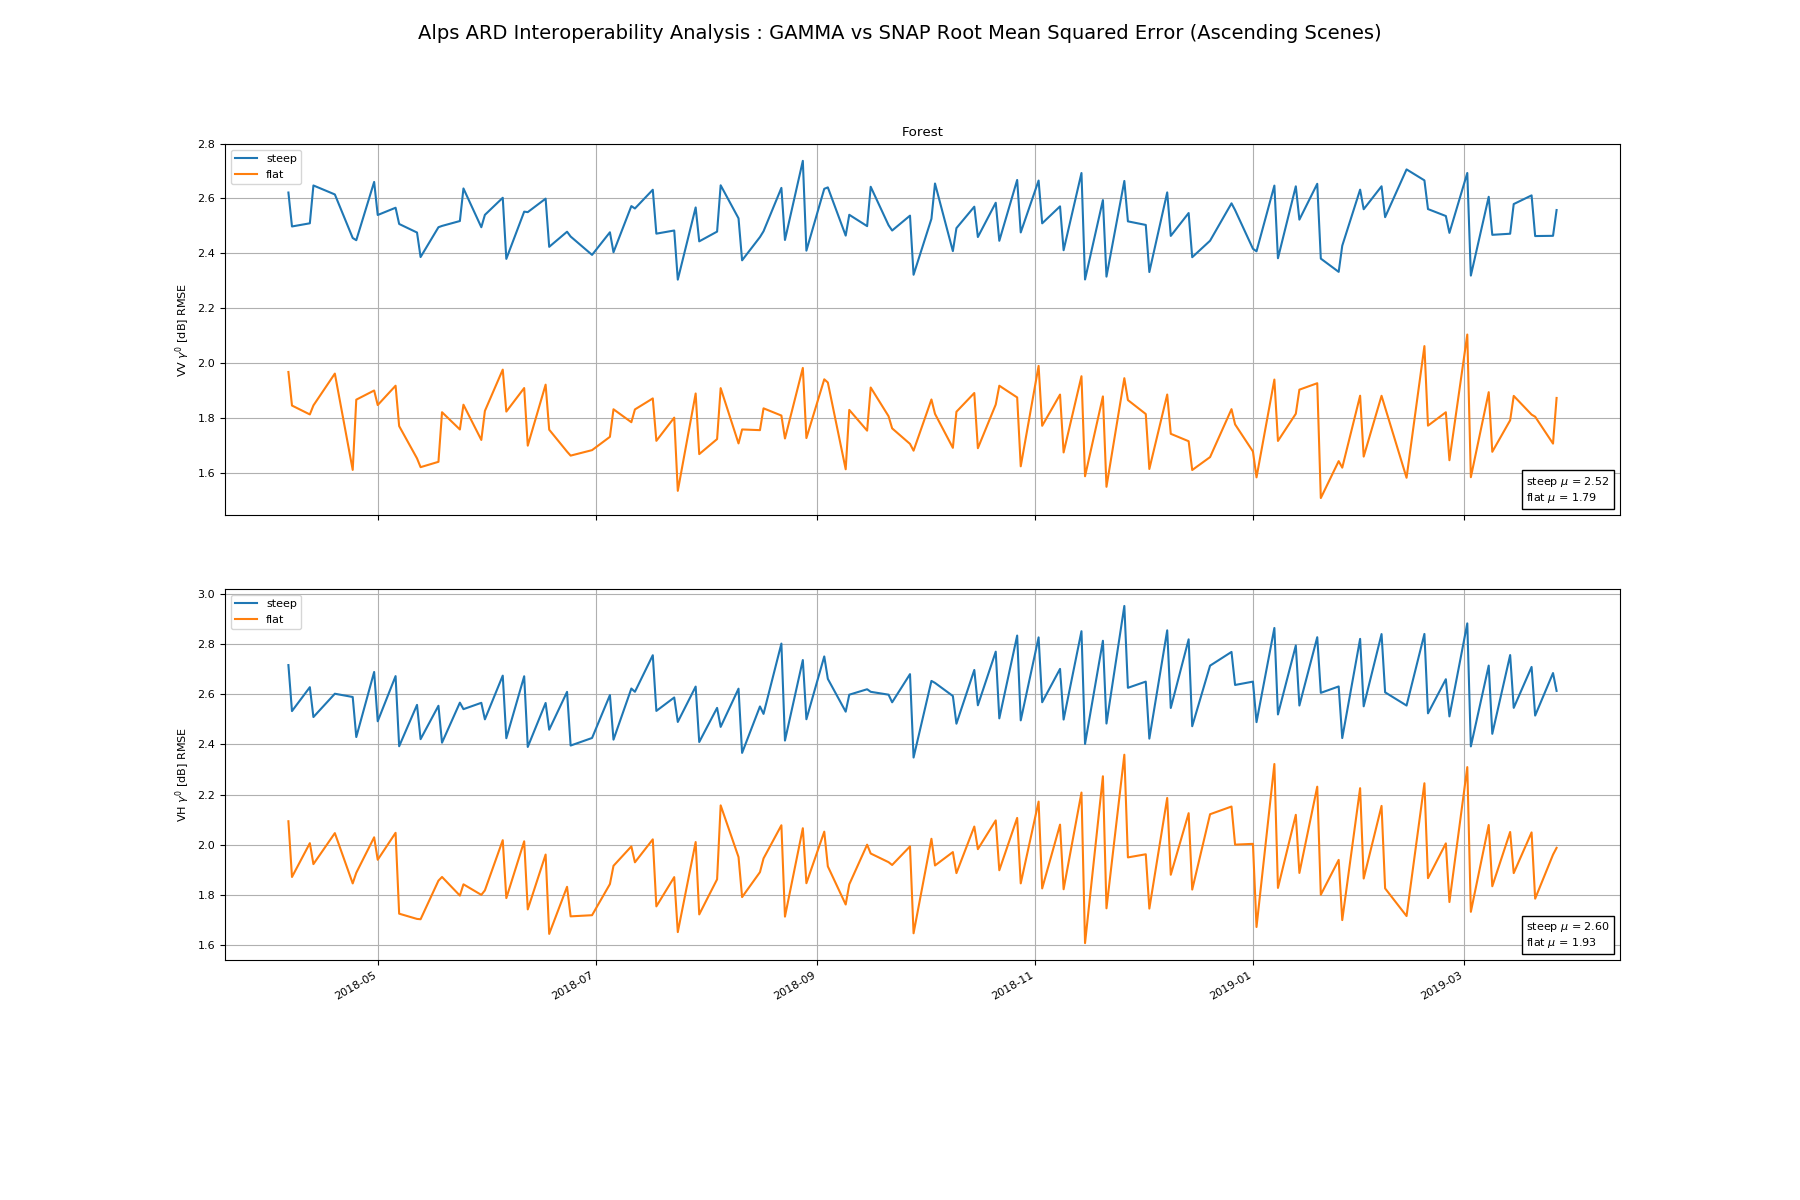 Alps ARD Interoperability Analysis : GAMMA vs SNAP Root Mean Squared Error (Ascending Scenes)
Forest
VV γ⁰ [dB] RMSE
2.8
2.6
2.4
2.2
2.0
1.8
1.6
steep
flat
steep μ = 2.52
flat μ = 1.79
VH γ⁰ [dB] RMSE
3.0
2.8
2.6
2.4
2.2
2.0
1.8
1.6
steep
flat
steep μ = 2.60
flat μ = 1.93
2018-05
2018-07
2018-09
2018-11
2019-01
2019-03